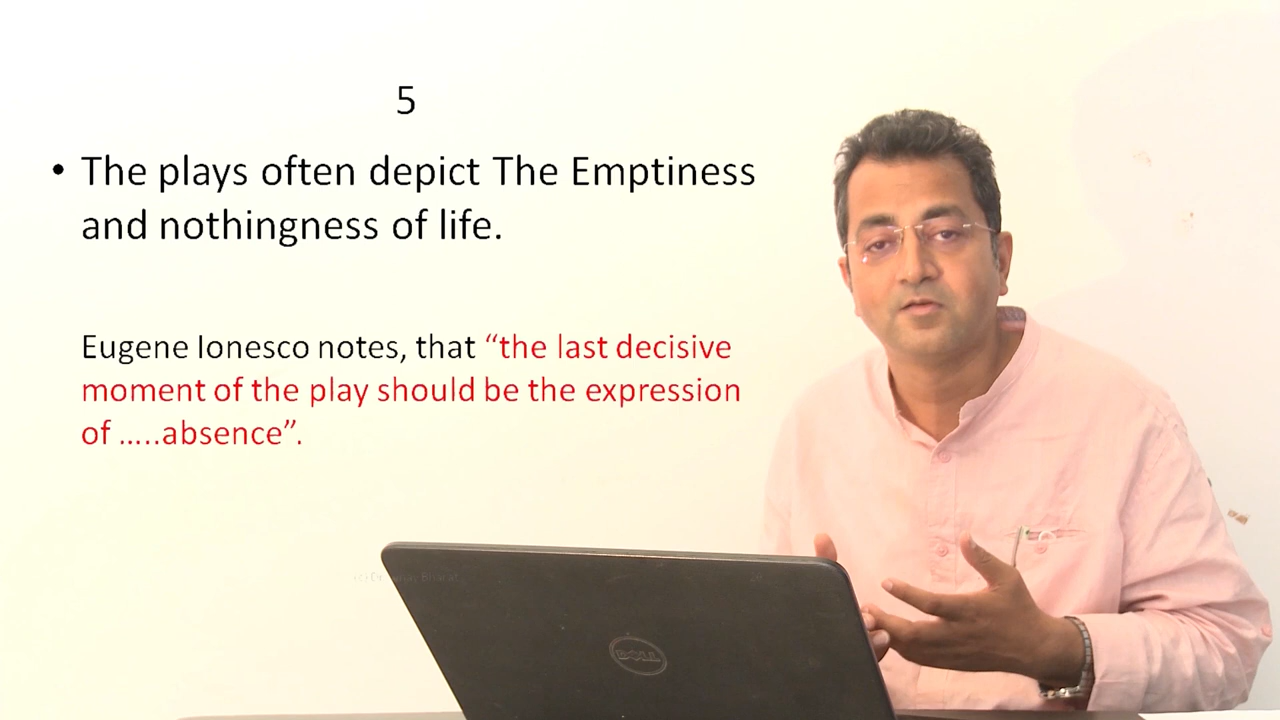 5
• The plays often depict The Emptiness
and nothingness of life.
Eugene Ionesco notes, that “the last decisive
moment of the play should be the expression
of …..absence”.
Bharat
DELL